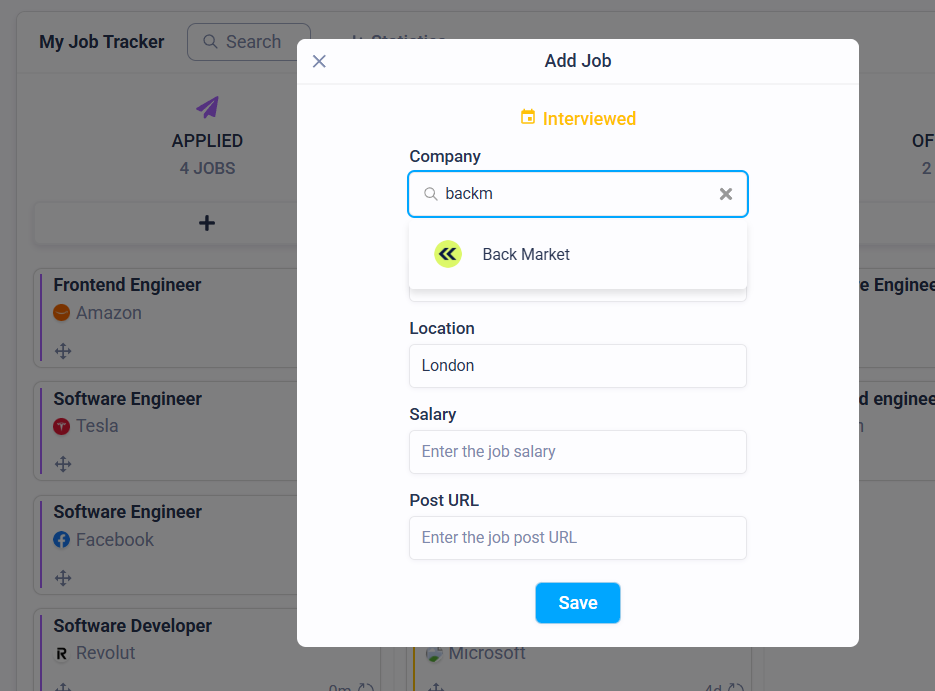 My Job Tracker
Search
Statistics
Add Job
Interviewed
APPLIED
4 JOBS
OF
2
Company
backm
Back Market
Location
London
Salary
Enter the job salary
Post URL
Enter the job post URL
Save
Frontend Engineer
Amazon
Software Engineer
Tesla
Software Engineer
Facebook
Software Developer
Revolut
0m
Microsoft
4d
e Enginee
d enginee